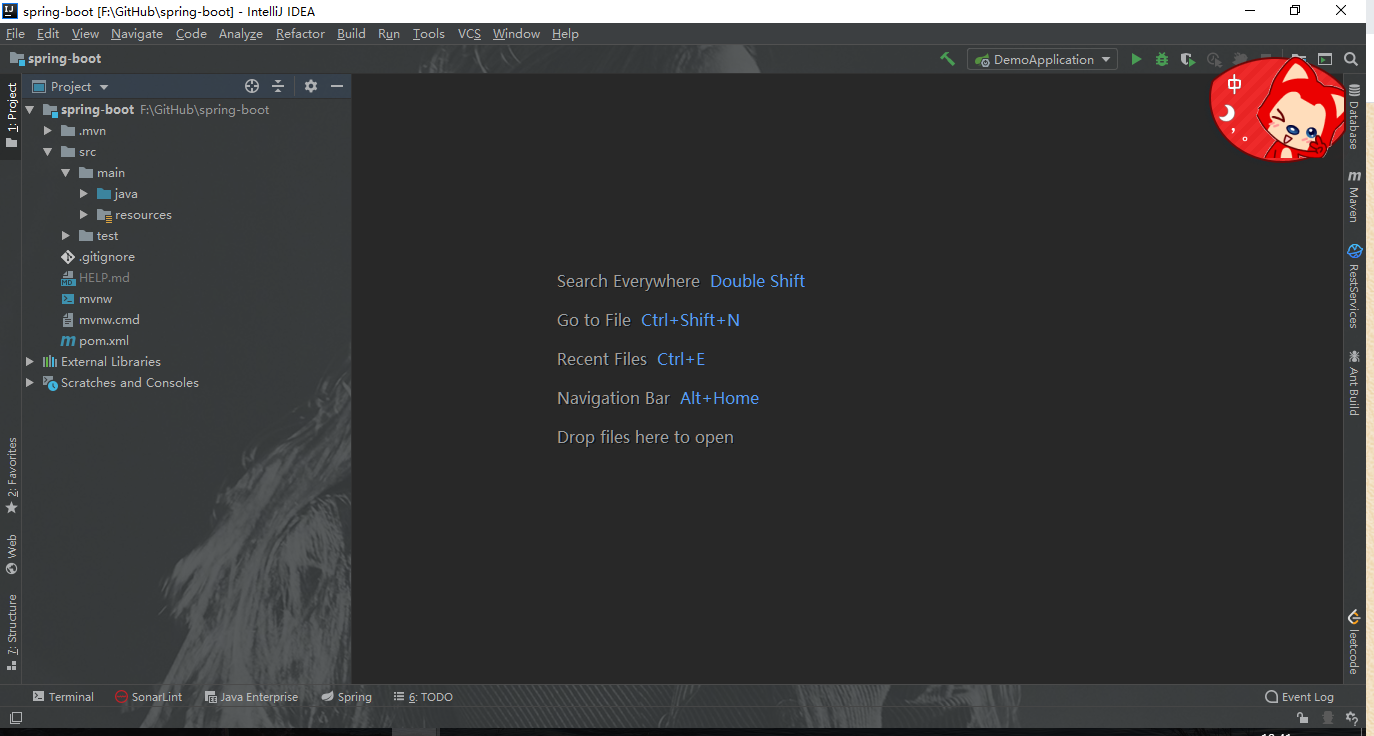 spring-boot [F:\GitHub\spring-boot] - IntelliJ IDEA
File Edit View Navigate Code Analyze Refactor Build Run Tools VCS Window Help
spring-boot
DemoApplication
Project
spring-boot F:\GitHub\spring-boot
.mvn
src
main
java
resources
test
.gitignore
HELP.md
mvnw
mvnw.cmd
pom.xml
External Libraries
Scratches and Consoles
1: Project
2: Favorites
Web
7: Structure
Search Everywhere Double Shift
Go to File Ctrl+Shift+N
Recent Files Ctrl+E
Navigation Bar Alt+Home
Drop files here to open
中
Database
Maven
RestServices
Ant Build
leetcode
Terminal
SonarLint
Java Enterprise
Spring
6: TODO
Event Log